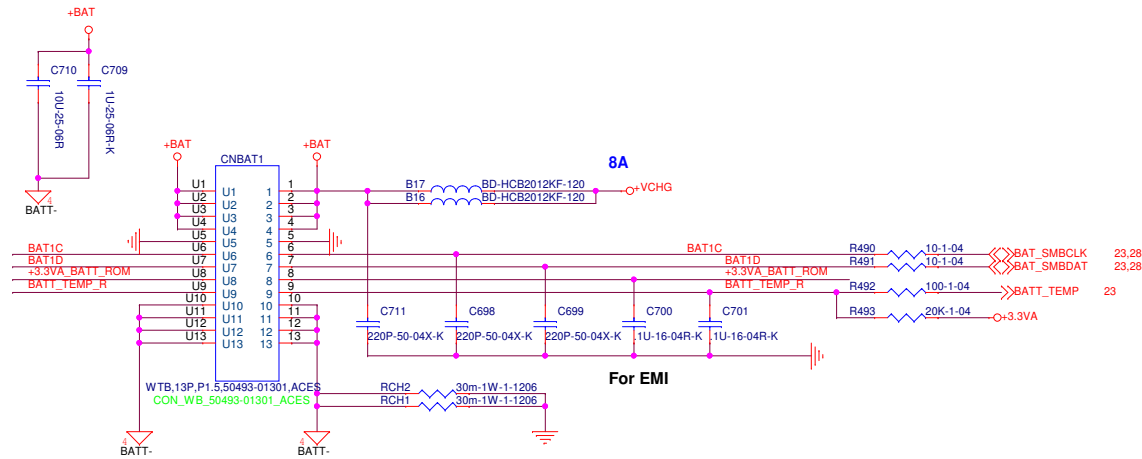 +BAT
C710
C709
10U-25-06R
1U-25-06R-K
4
BATT-
+BAT
+BAT
CNBAT1
8A
U1 U1 1 1
U2 U2 2 2
U3 U3 3 3
U4 U4 4 4
U5 U5 5 5
U6 U6 6 6
U7 U7 7 7
U8 U8 8 8
U9 U9 9 9
U10 U10 10 10
U11 U11 11 11
U12 U12 12 12
U13 U13 13 13
B17 BD-HCB2012KF-120
B16 BD-HCB2012KF-120
+VCHG
BAT1C
BAT1D
+3.3VA_BATT_ROM
BATT_TEMP_R
BAT1C
BAT1D
+3.3VA_BATT_ROM
BATT_TEMP_R
R490 10-1-04 BAT_SMBCLK 23,28
R491 10-1-04 BAT_SMBDAT 23,28
R492 100-1-04 BATT_TEMP 23
R493 20K-1-04 +3.3VA
C711
220P-50-04X-K
C698
220P-50-04X-K
C699
220P-50-04X-K
C700
.1U-16-04R-K
C701
.1U-16-04R-K
For EMI
WTB,13P,P1.5,50493-01301,ACES
CON_WB_50493-01301_ACES
RCH2 30m-1W-1-1206
RCH1 30m-1W-1-1206
4
BATT-
4
BATT-